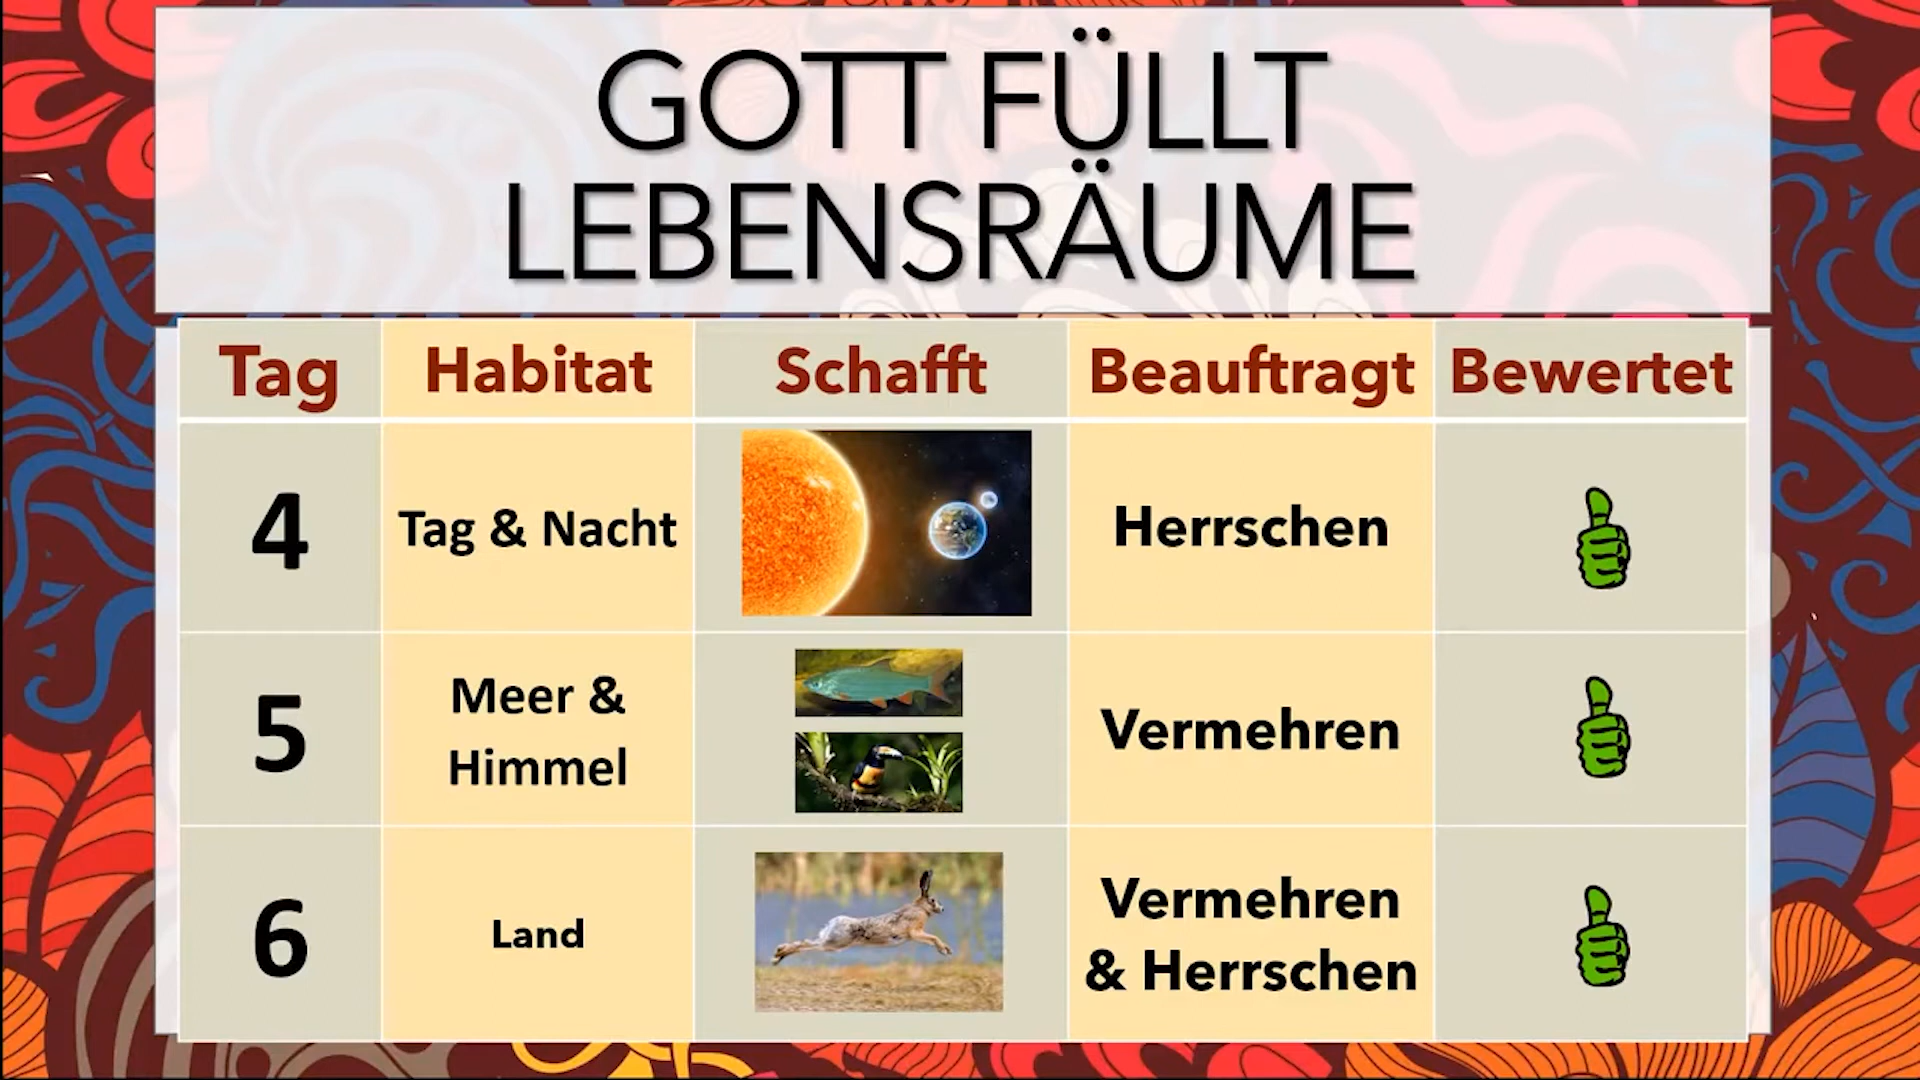 GOTT FÜLLT
LEBENSRÄUME
Tag Habitat Schafft Beauftragt Bewertet
4 Tag & Nacht Herrschen
5 Meer & Himmel Vermehren
6 Land Vermehren & Herrschen